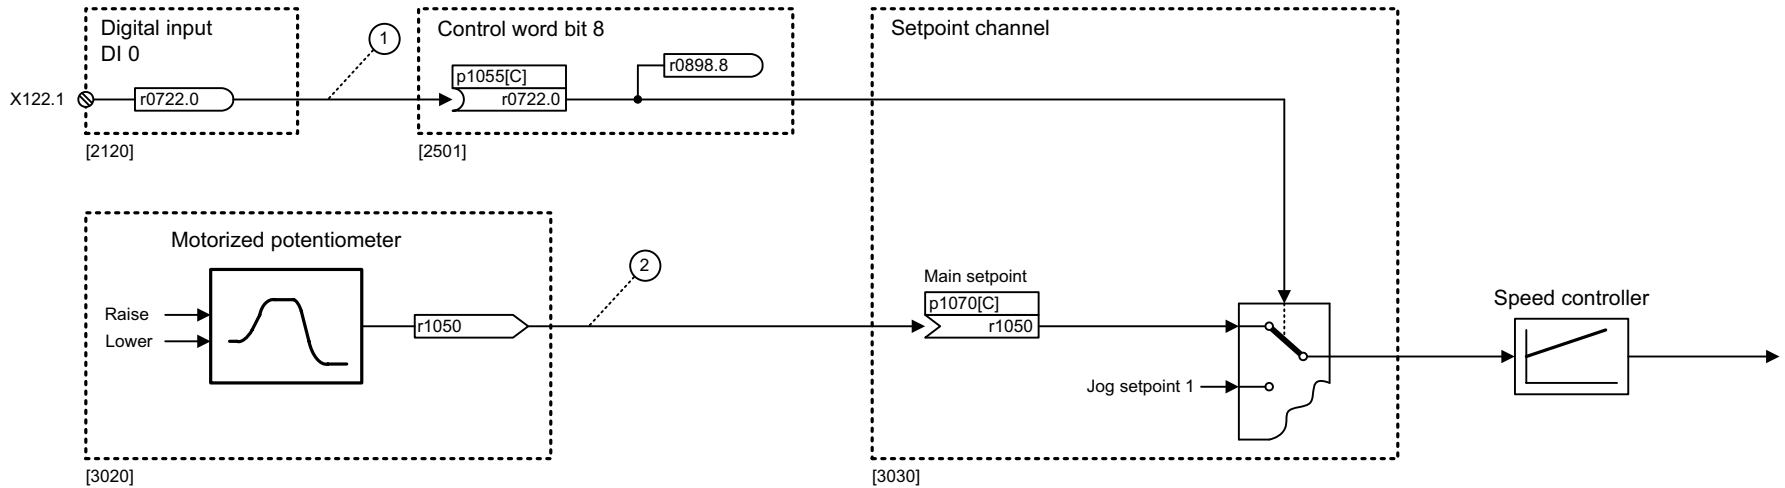 Digital input
DI 0
1
Control word bit 8
Setpoint channel
X122.1
r0722.0
p1055[C]
r0722.0
r0898.8
[2120]
[2501]
Motorized potentiometer
2
Main setpoint
p1070[C]
r1050
Speed controller
Raise
Lower
r1050
Jog setpoint 1
[3020]
[3030]